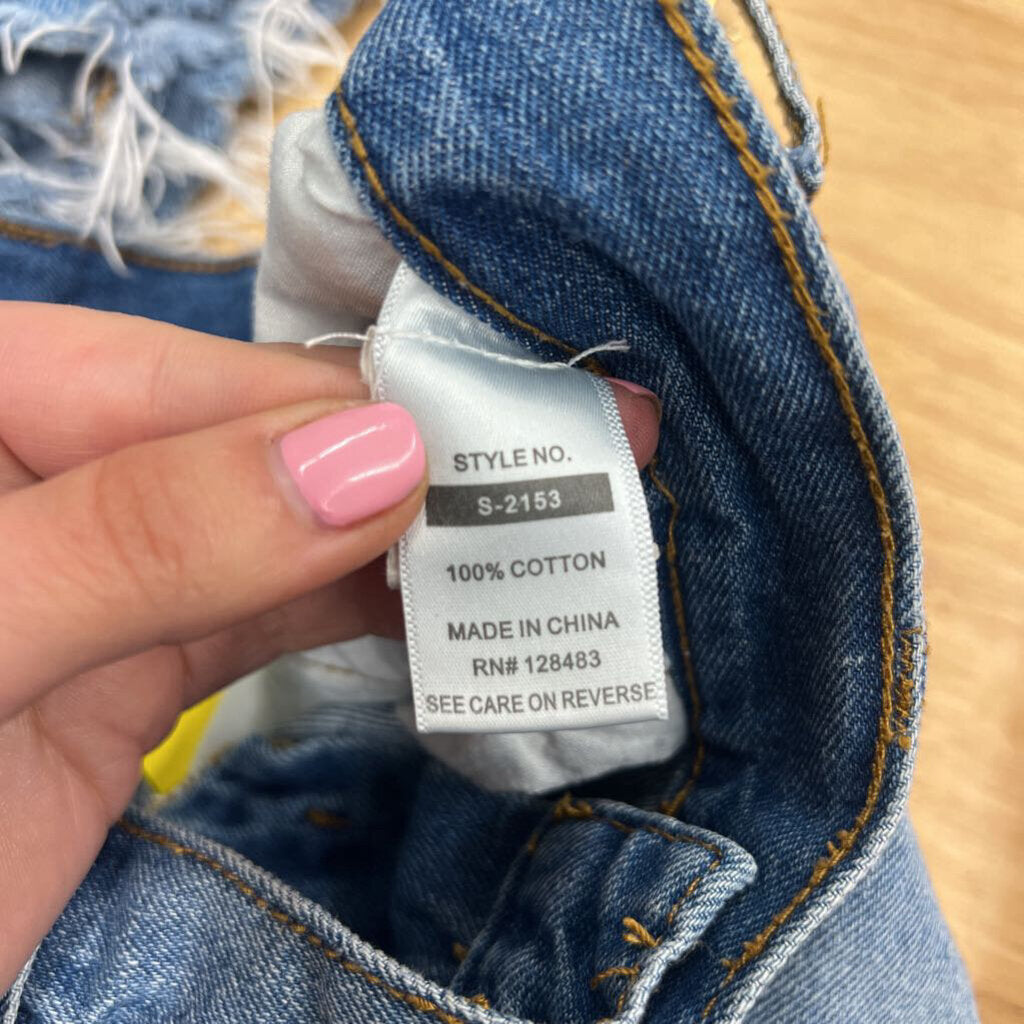 STYLE NO.
S-2153
100% COTTON
MADE IN CHINA
RN# 128483
SEE CARE ON REVERSE